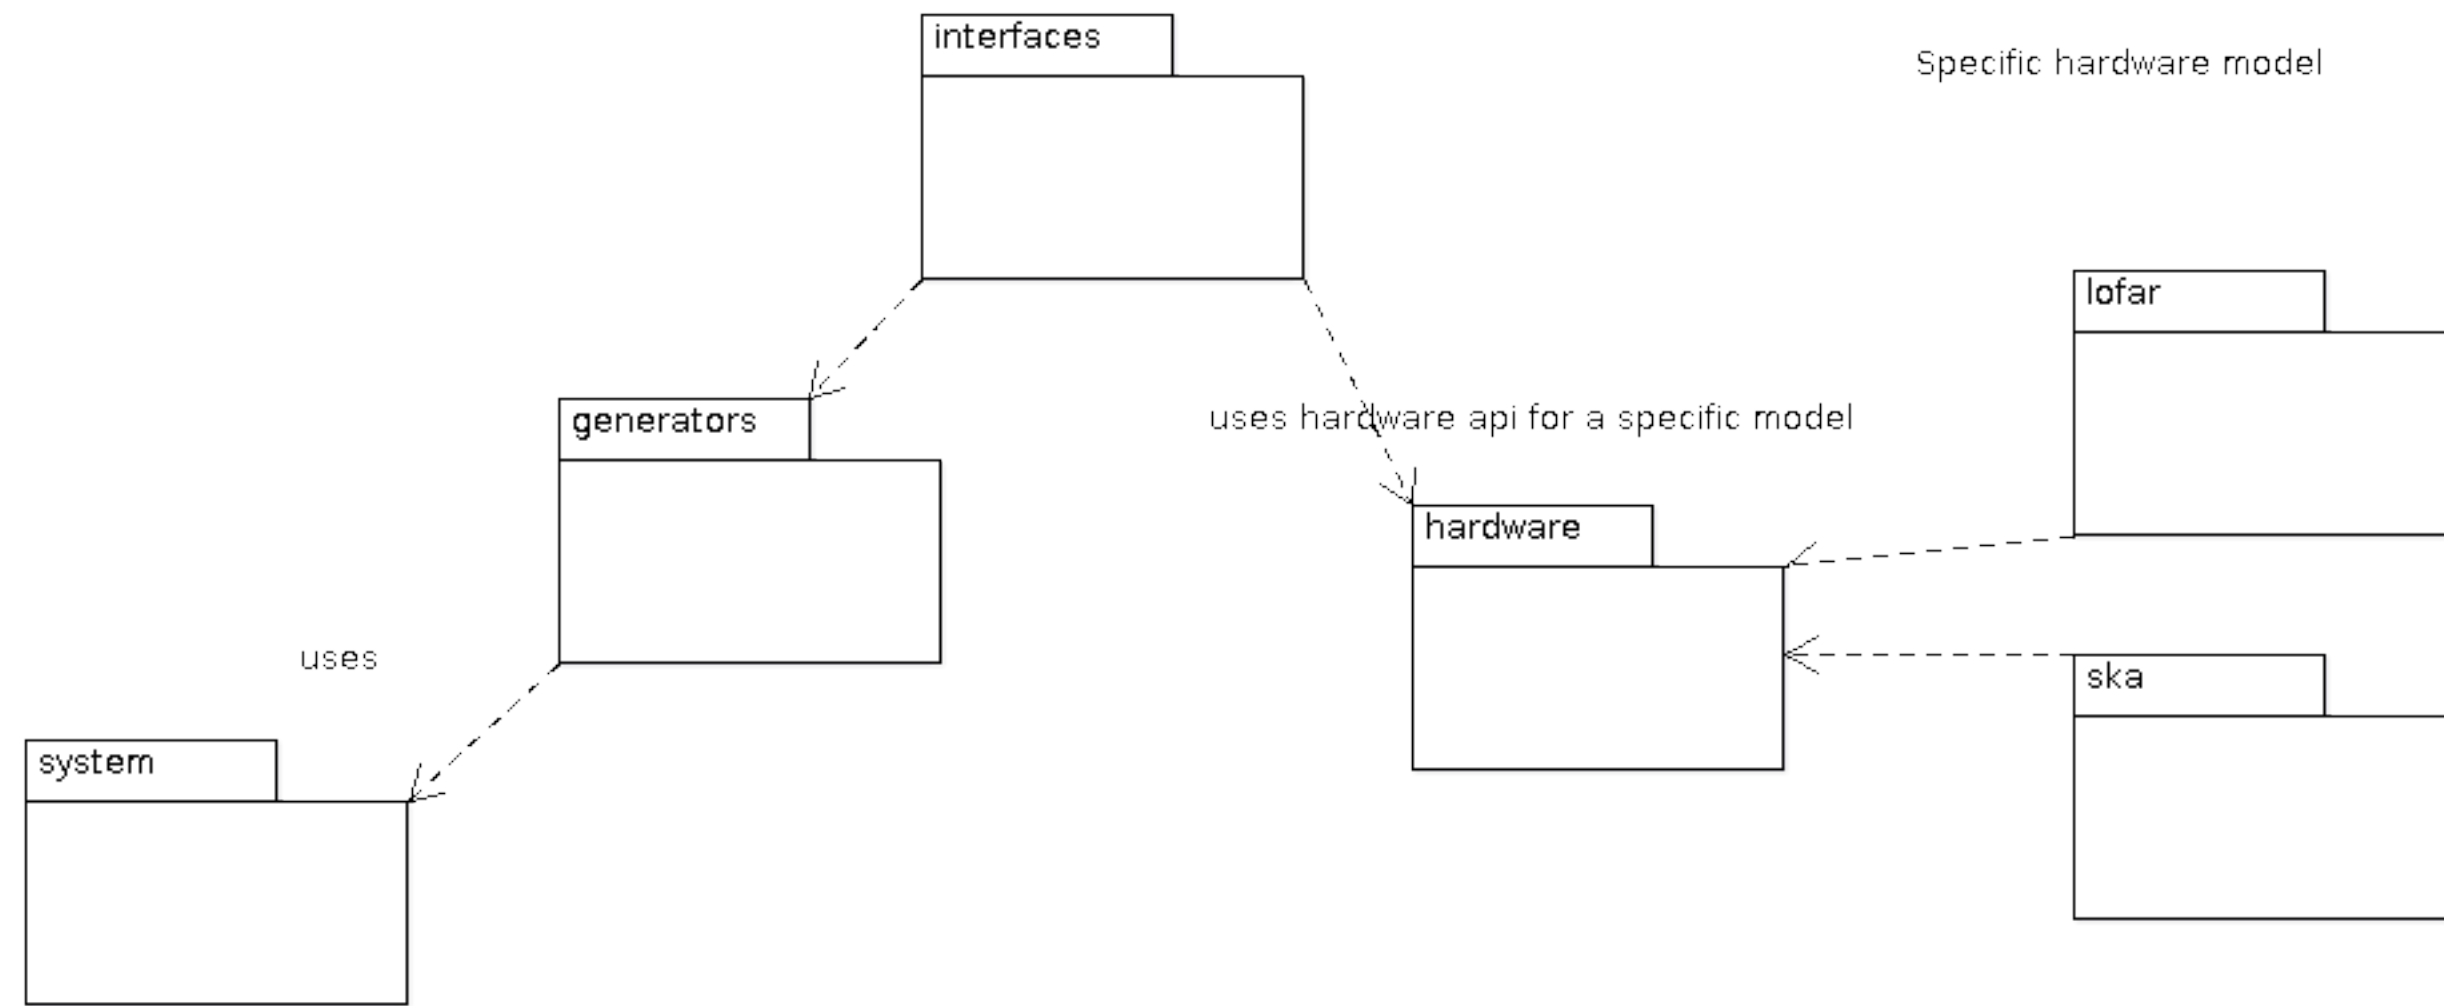 interfaces
Specific hardware model
lofar
generators
uses hardware api for a specific model
hardware
uses
ska
system